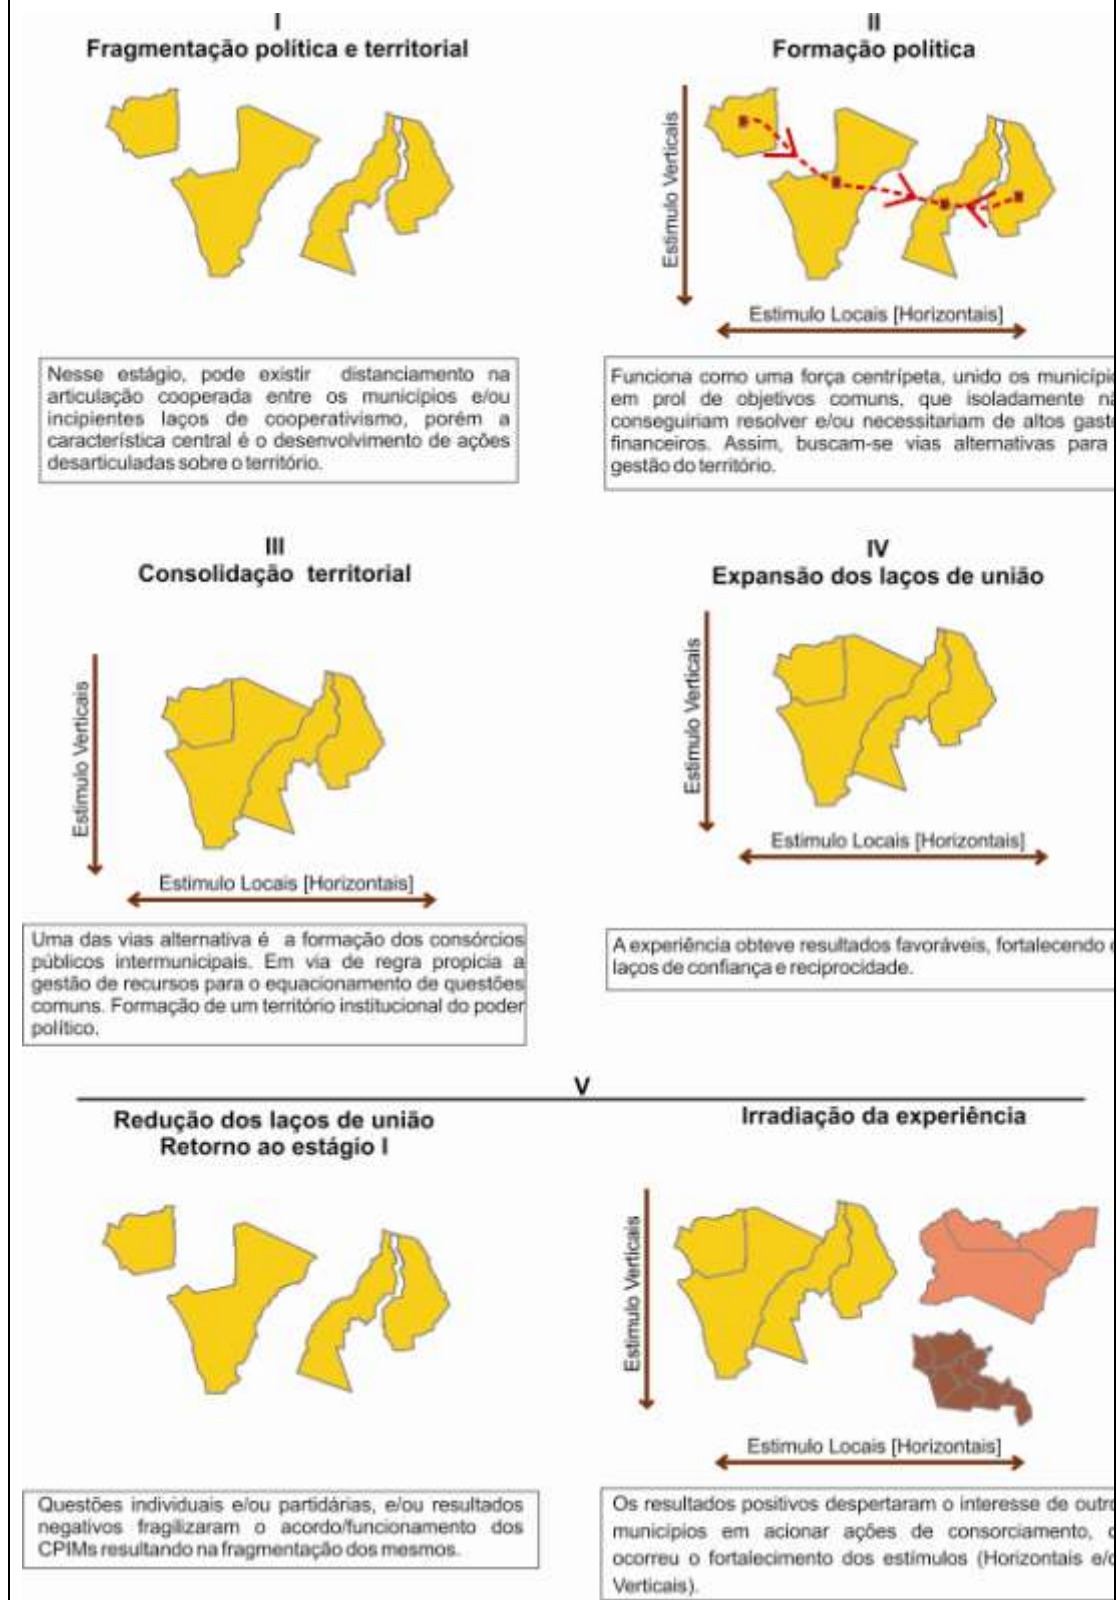 I
Fragmentação política e territorial
Nesse estágio, pode existir distanciamento na
articulação cooperada entre os municípios e/ou
incipientes laços de cooperativismo, porém a
característica central é o desenvolvimento de ações
desarticuladas sobre o território.
II
Formação politica
Estimulo Verticais
Estimulo Locais [Horizontais]
Funciona como uma força centrípeta, unido os
em prol de objetivos comuns, que isoladamente
conseguiriam resolver e/ou necessitariam de altos
financeiros. Assim, buscam-se vias alternativas para
gestão do território.
III
Consolidação territorial
Estimulo Verticais
Estimulo Locais [Horizontais]
Uma das vias alternativa é a formação dos consórcios
públicos intermunicipais. Em via de regra propicia a
gestão de recursos para o equacionamento de questões
comuns. Formação de um território institucional do poder
político.
IV
Expansão dos laços de união
Estimulo Verticais
Estimulo Locais [Horizontais]
A experiência obteve resultados favoráveis, fortalecendo
laços de confiança e reciprocidade.
V
Redução dos laços de união
Retorno ao estágio I
Questões individuais e/ou partidárias, e/ou resultados
negativos fragilizaram o acordo/funcionamento dos
CPIMs resultando na fragmentação dos mesmos.
Irradiação da experiência
Estimulo Verticais
Estimulo Locais [Horizontais]
Os resultados positivos despertaram o interesse de
municípios em acionar ações de consorciamento,
ocorreu o fortalecimento dos estímulos (Horizontais
Verticais).